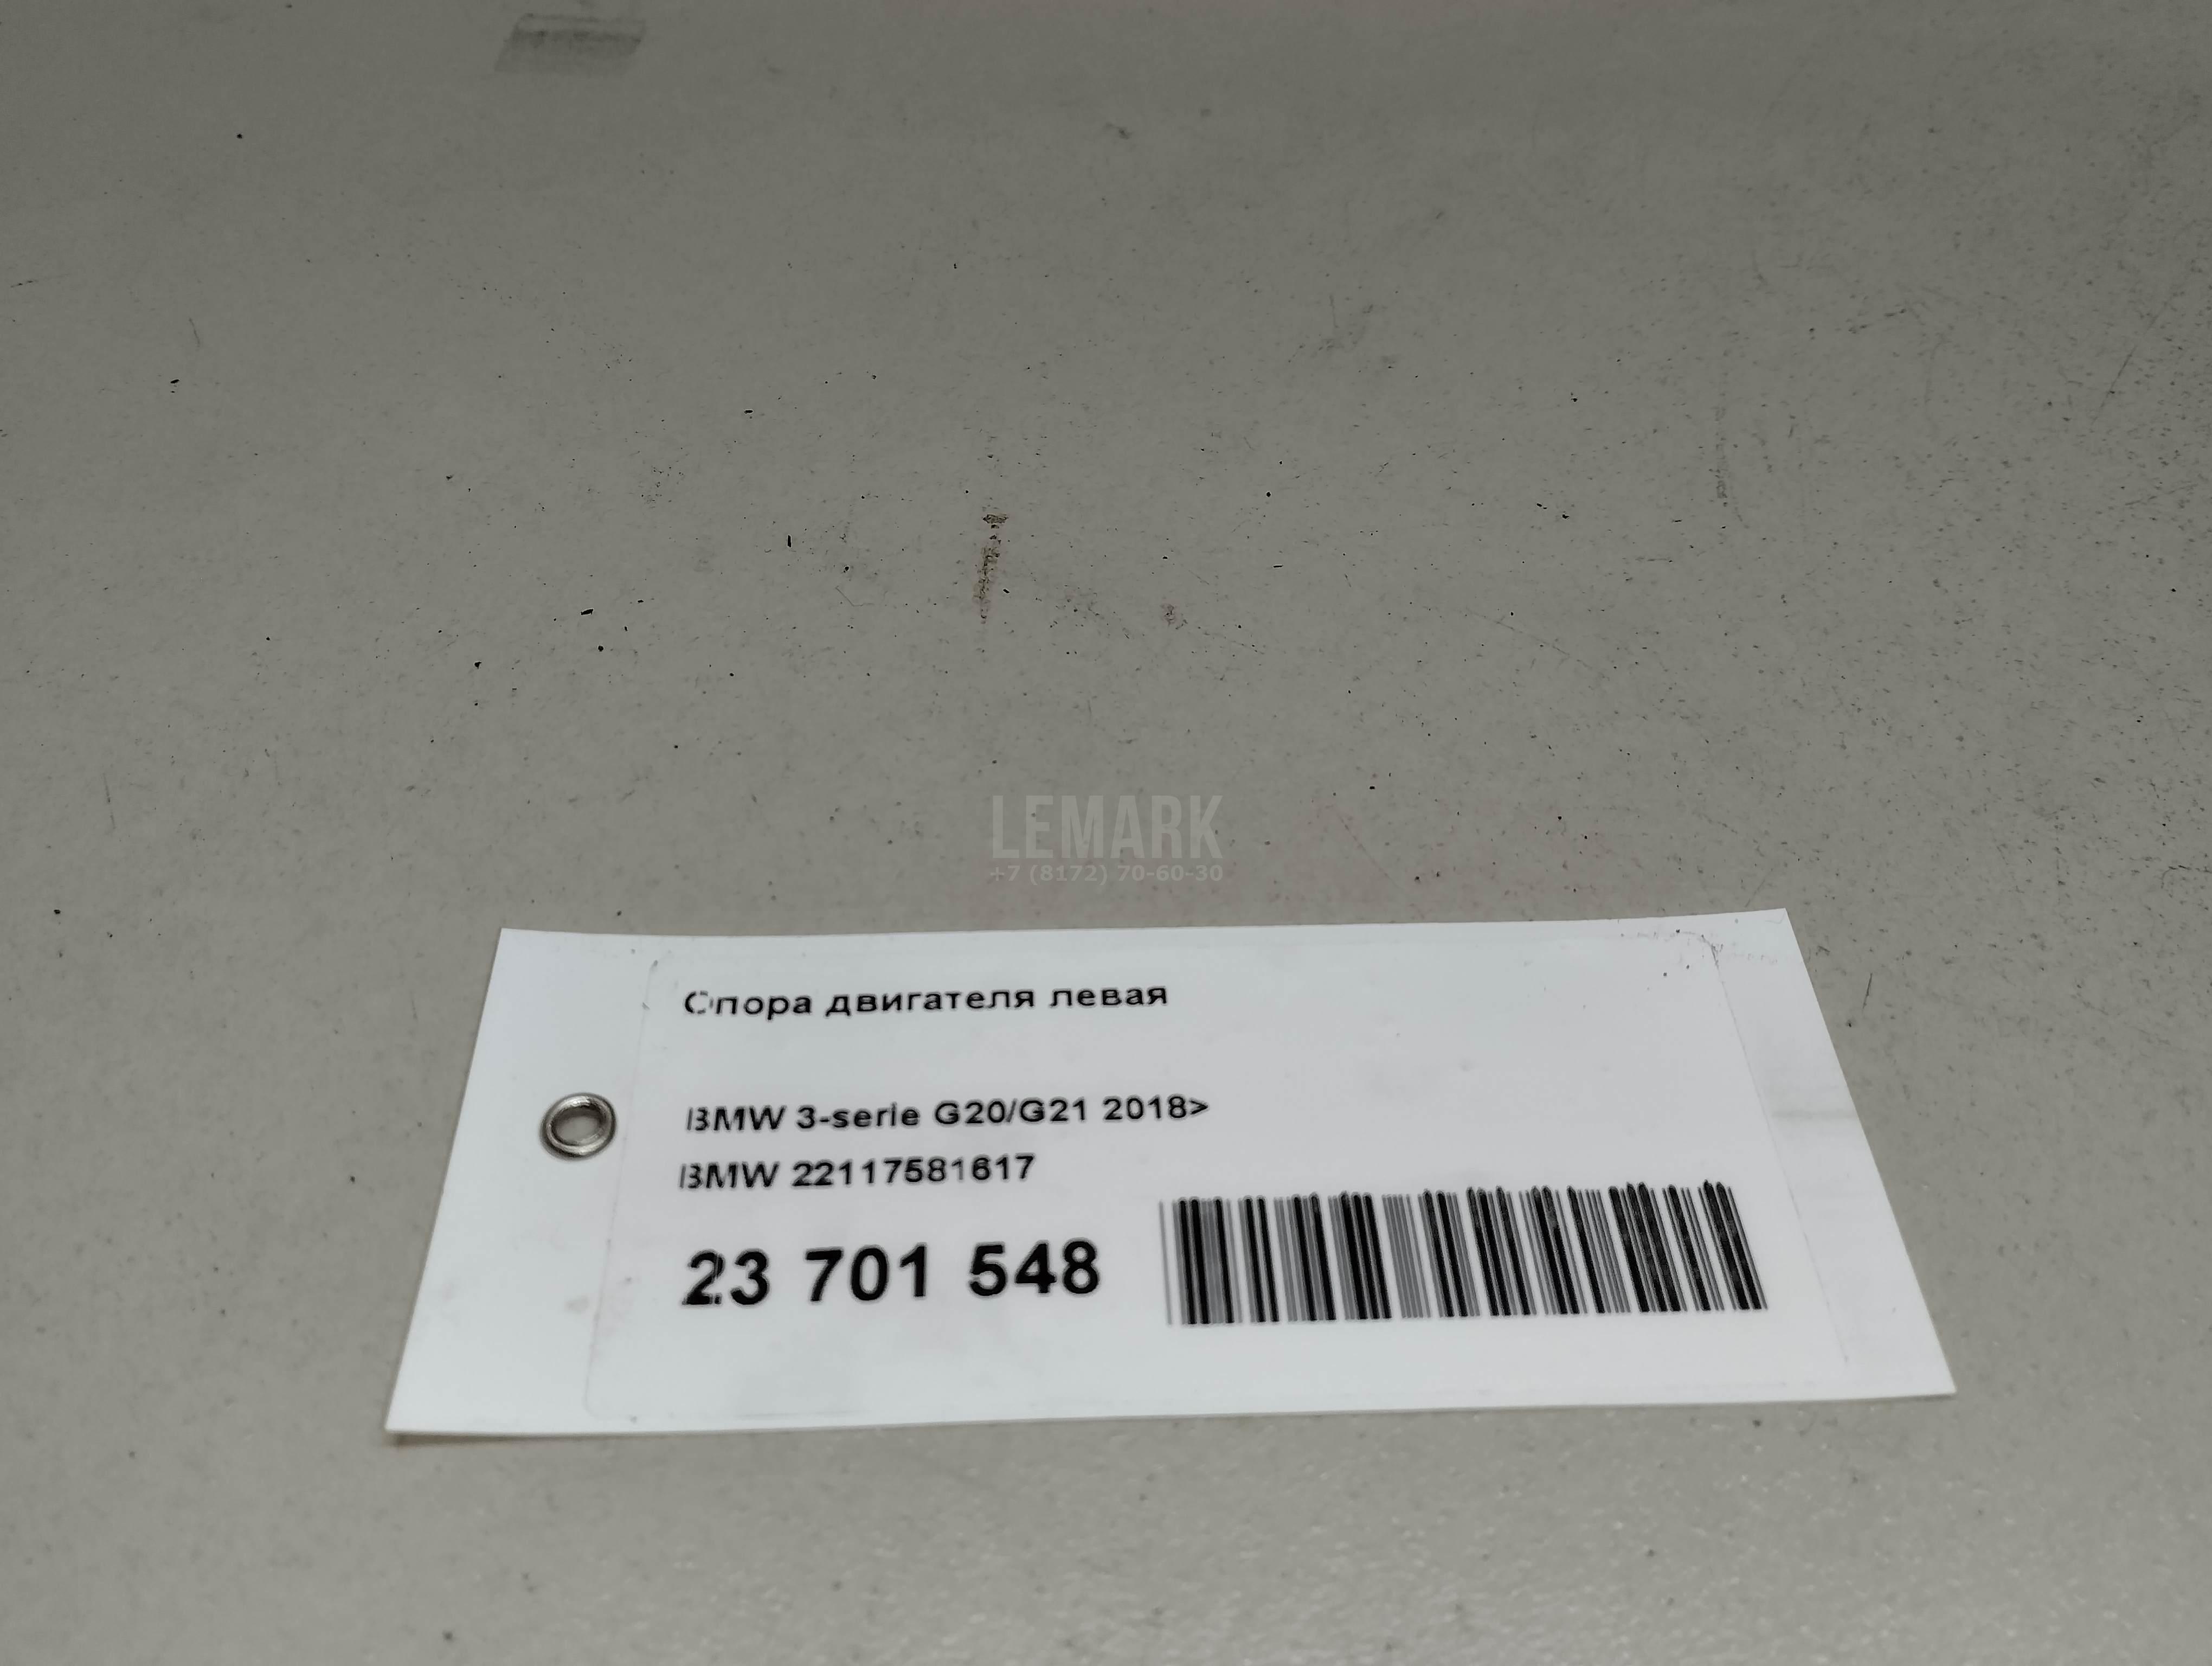 LEMARK
+7 (8172) 70-60-30
Опора двигателя левая
BMW 3-serie G20/G21 2018>
BMW 22117581617
23 701 548